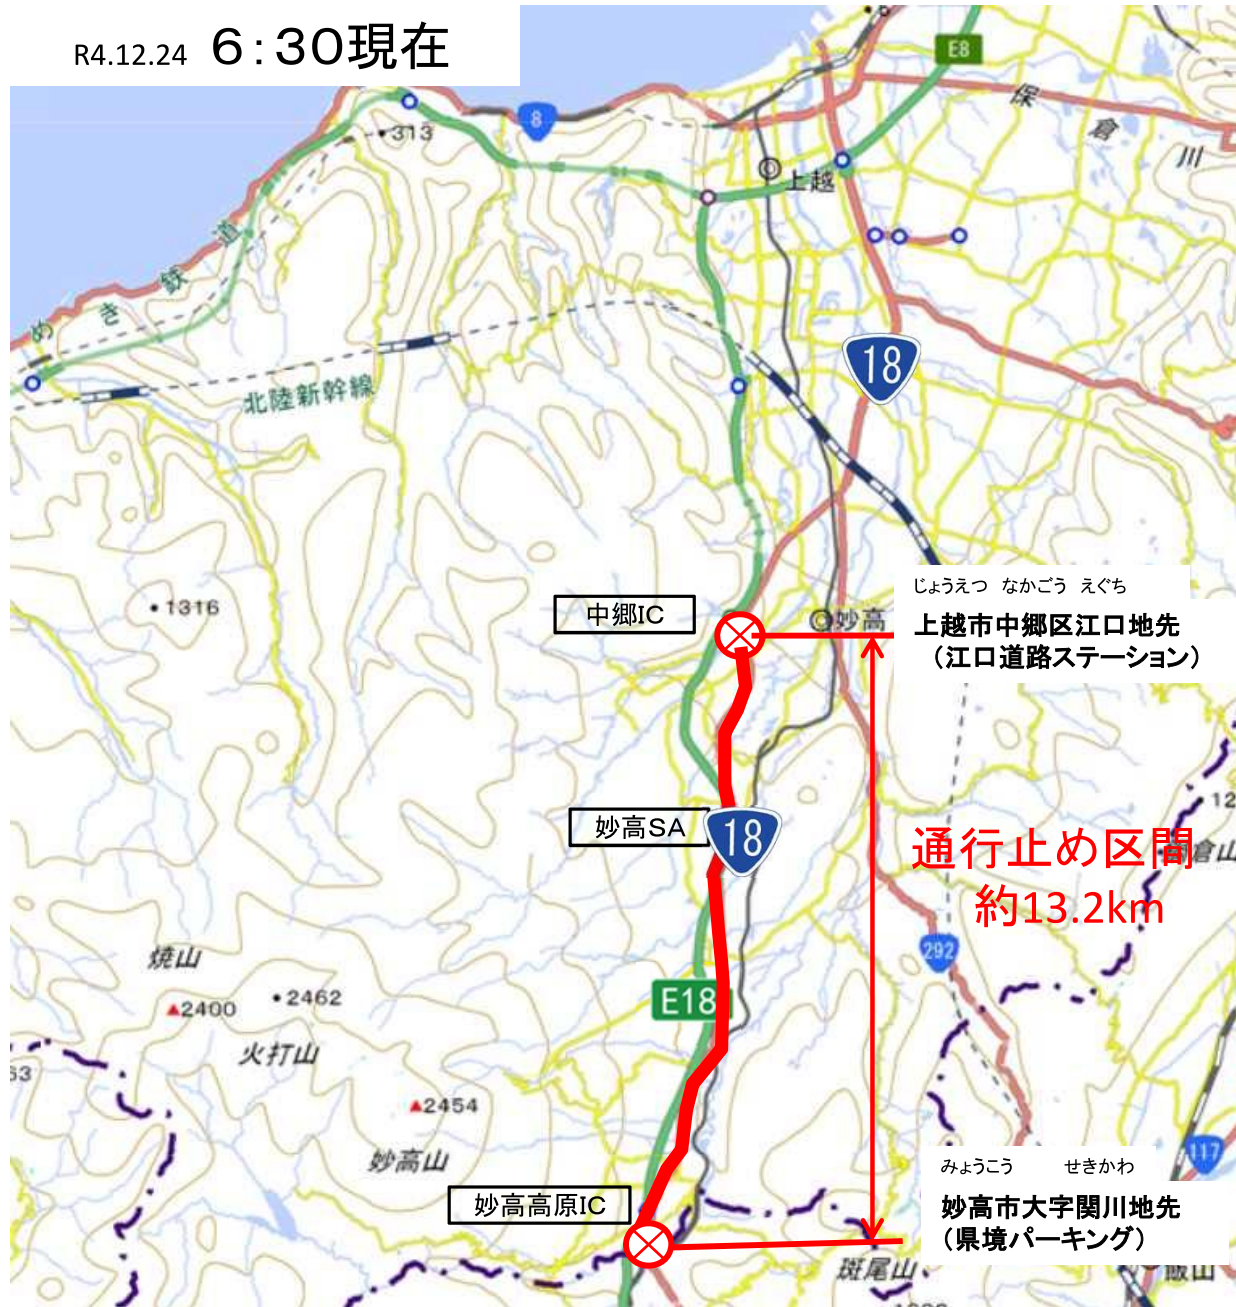 R4.12.24 6:30現在
E8
8
保倉川
313
上越
めき鉄道
18
北陸新幹線
中郷IC
1316
妙高
じょうえつ なかごう えぐち
上越市中郷区江口地先
(江口道路ステーション)
妙高SA
18
通行止め区間
約13.2km
倉山
12
292
焼山
2400
2462
火打山
E18
63
2454
妙高山
117
みょうこう せきかわ
妙高市大字関川地先
(県境パーキング)
妙高高原IC
斑尾山
飯山